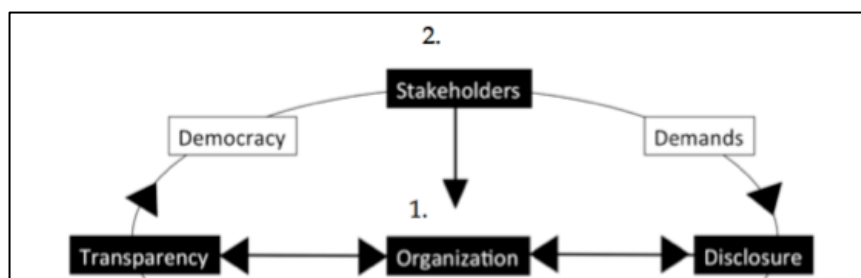 2.
Stakeholders
Democracy
Demands
1.
Transparency
Organization
Disclosure